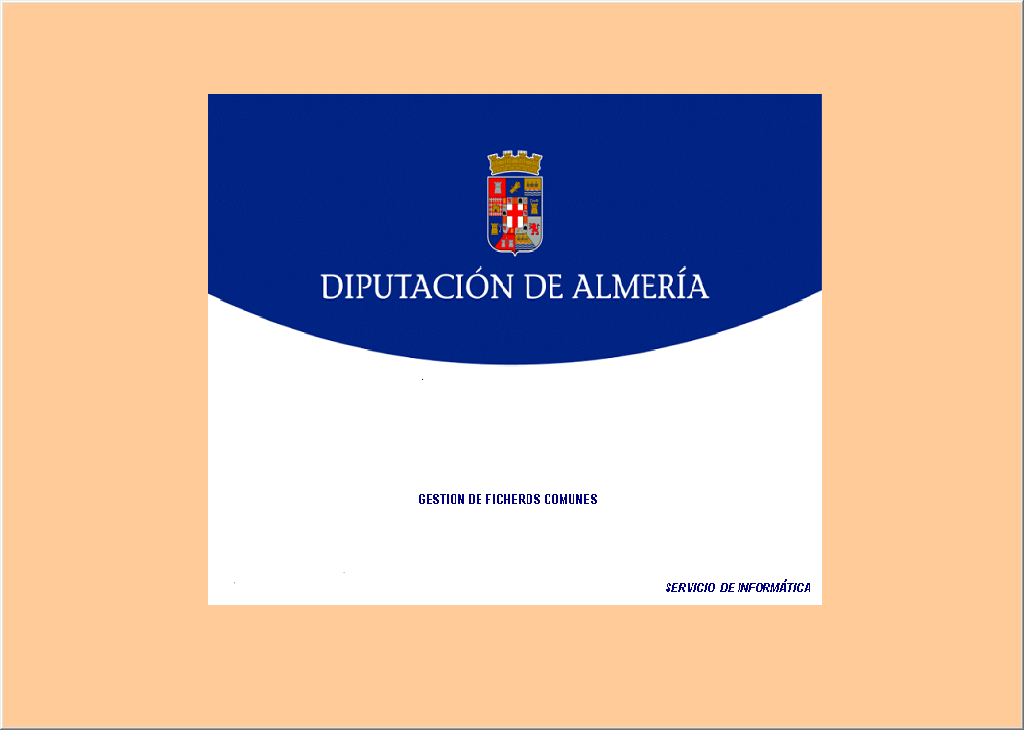 DIPUTACIÓN DE ALMERÍA
GESTION DE FICHEROS COMUNES
SERVICIO DE INFORMÁTICA